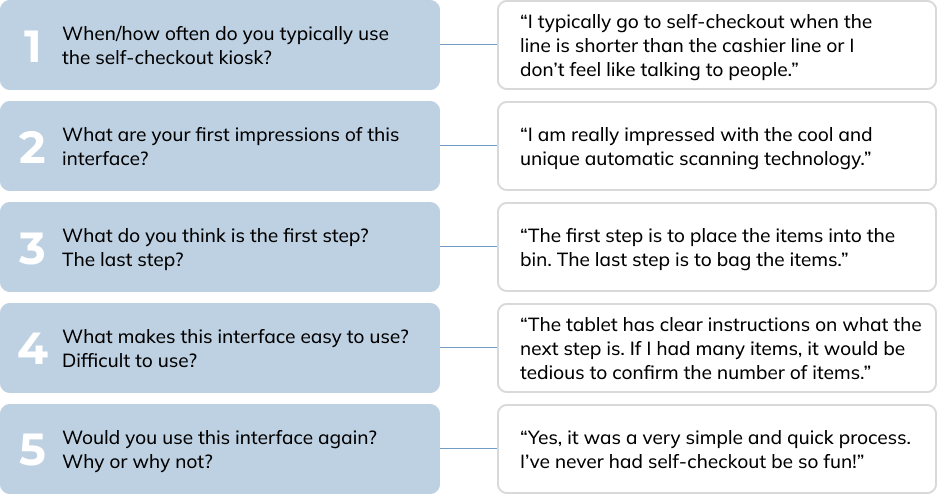 1
When/how often do you typically use
the self-checkout kiosk?
“I typically go to self-checkout when the
line is shorter than the cashier line or I
don’t feel like talking to people.”
2
What are your first impressions of this
interface?
“I am really impressed with the cool and
unique automatic scanning technology.”
3
What do you think is the first step?
The last step?
“The first step is to place the items into the
bin. The last step is to bag the items.”
4
What makes this interface easy to use?
Difficult to use?
“The tablet has clear instructions on what the
next step is. If I had many items, it would be
tedious to confirm the number of items.”
5
Would you use this interface again?
Why or why not?
“Yes, it was a very simple and quick process.
I’ve never had self-checkout be so fun!”